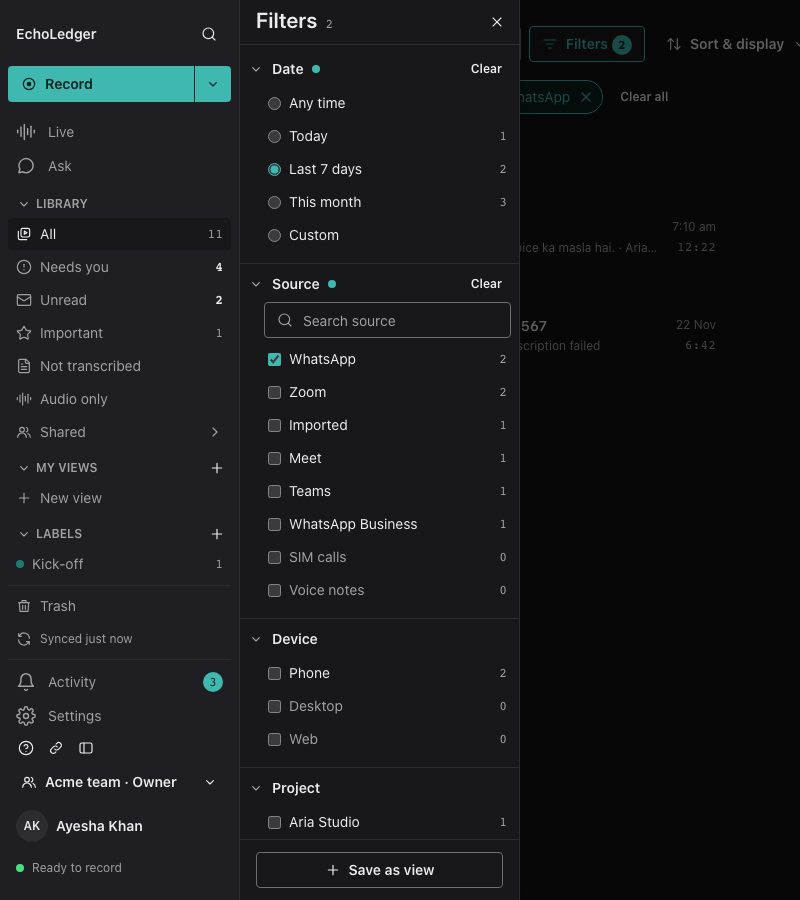 EchoLedger
Record
Live
Ask
LIBRARY
All 11
Needs you 4
Unread 2
Important 1
Not transcribed
Audio only
Shared
MY VIEWS
New view
LABELS
Kick-off 1
Trash
Synced just now
Activity 3
Settings
Acme team · Owner
AK Ayesha Khan
Ready to record
Filters 2
Date Clear
Any time
Today 1
Last 7 days 2
This month 3
Custom
Source Clear
Search source
WhatsApp 2
Zoom 2
Imported 1
Meet 1
Teams 1
WhatsApp Business 1
SIM calls 0
Voice notes 0
Device
Phone 2
Desktop 0
Web 0
Project
Aria Studio 1
Save as view
Filters 2 Sort & display
hatsApp Clear all
7:10 am
ka masla hai. · Aria... 12:22
567 22 Nov
failed 6:42